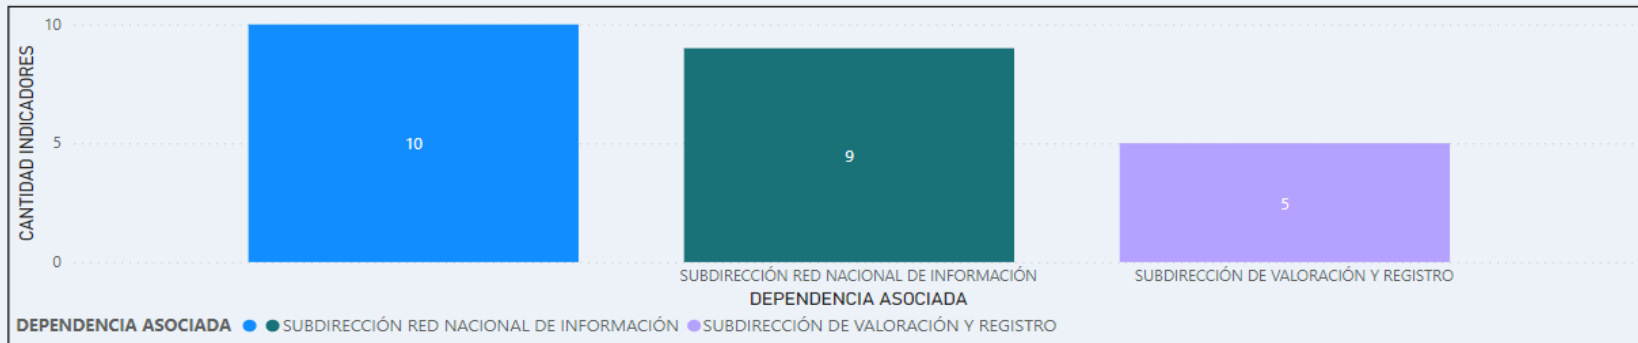 10
CANTIDAD INDICADORES
5
0
10
9
5
SUBDIRECCIÓN RED NACIONAL DE INFORMACIÓN
SUBDIRECCIÓN DE VALORACIÓN Y REGISTRO
DEPENDENCIA ASOCIADA
DEPENDENCIA ASOCIADA SUBDIRECCIÓN RED NACIONAL DE INFORMACIÓN SUBDIRECCIÓN DE VALORACIÓN Y REGISTRO